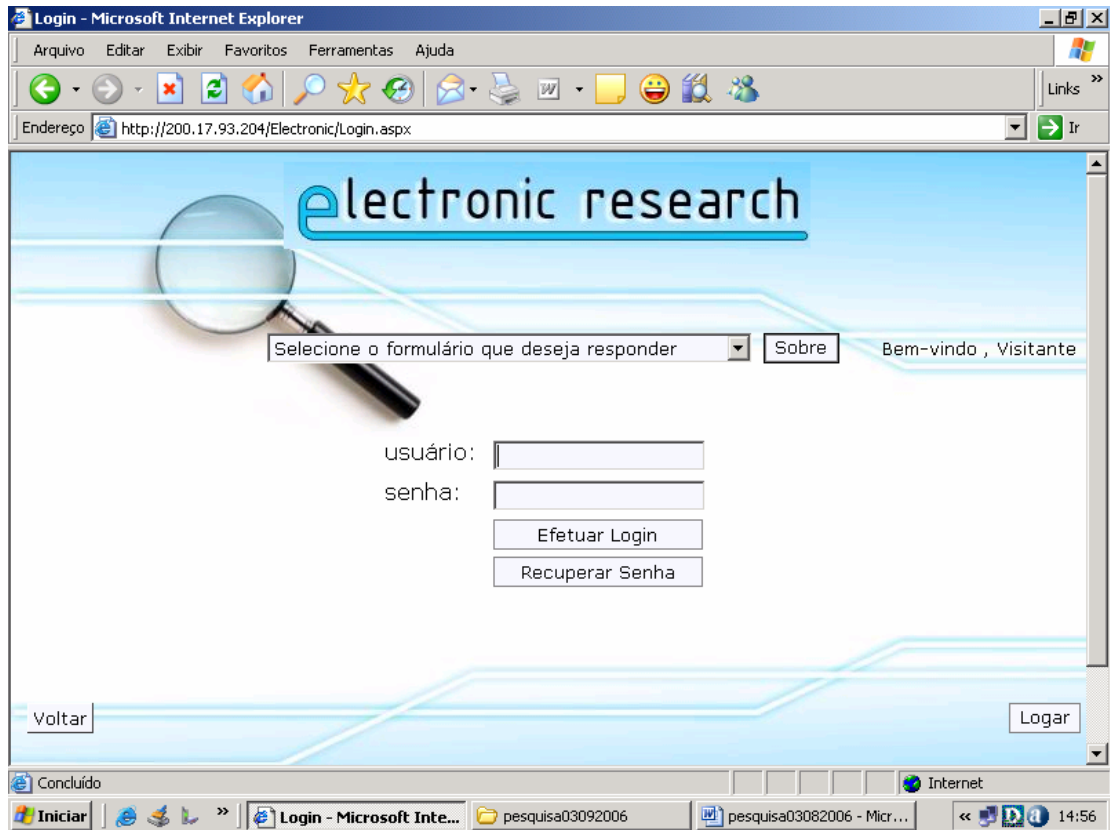 Login - Microsoft Internet Explorer
Arquivo Editar Exibir Favoritos Ferramentas Ajuda
Links »
Endereço http://200.17.93.204/Electronic/Login.aspx Ir
electronic research
Selecione o formulário que deseja responder Sobre Bem-vindo , Visitante
usuário:
senha:
Efetuar Login
Recuperar Senha
Voltar Logar
Concluído Internet
Iniciar » Login - Microsoft Inte... pesquisa03092006 pesquisa03082006 - Micr... « 14:56